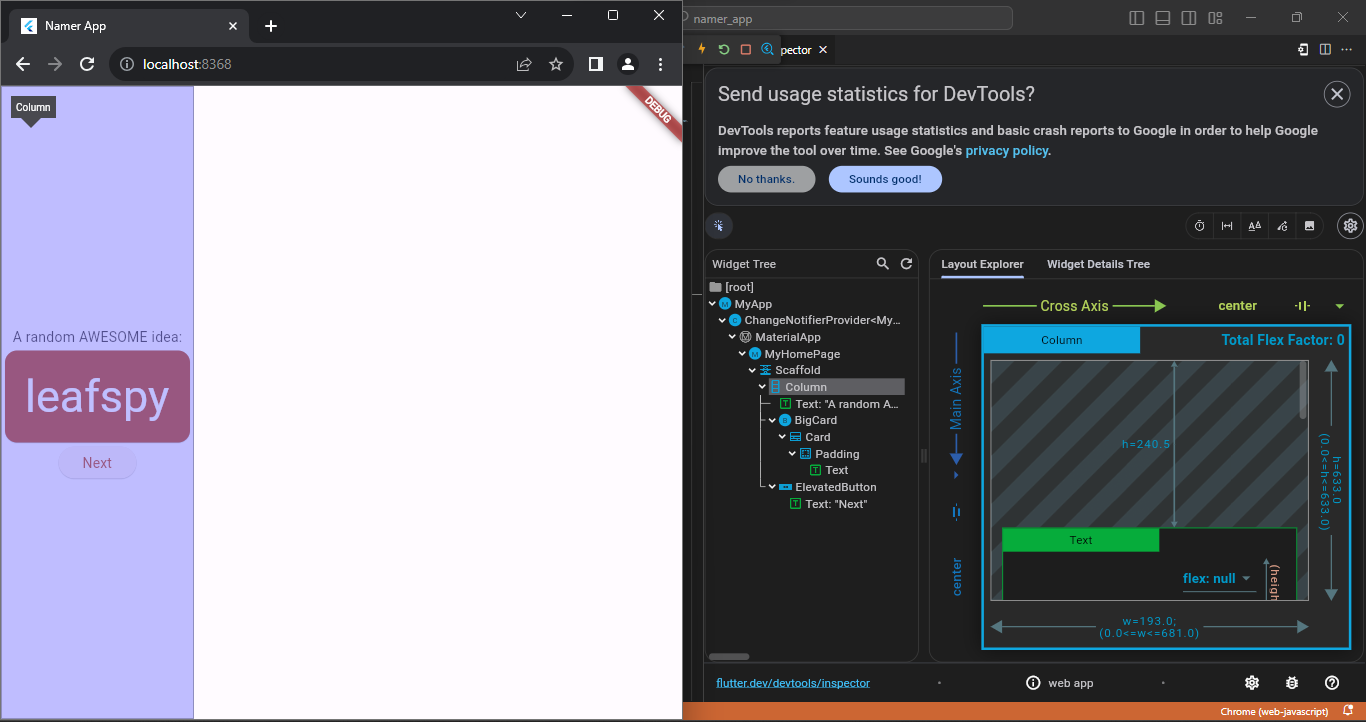 Namer App
localhost:8368
Column
DEBUG
A random AWESOME idea:
leafspy
Next
namer_app
pector
Send usage statistics for DevTools?
DevTools reports feature usage statistics and basic crash reports to Google in order to help Google
improve the tool over time. See Google's privacy policy.
No thanks.
Sounds good!
Widget Tree
[root]
MyApp
ChangeNotifierProvider<My...
MaterialApp
MyHomePage
Scaffold
Column
Text: "A random A...
BigCard
Card
Padding
Text
ElevatedButton
Text: "Next"
Layout Explorer
Widget Details Tree
Cross Axis
center
Main Axis
center
Column
Total Flex Factor: 0
h=240.5
Text
flex: null
(heigh
h=633.0
(0.0<=h<=633.0)
w=193.0;
(0.0<=w<=681.0)
flutter.dev/devtools/inspector
•
web app
•
Chrome (web-javascript)